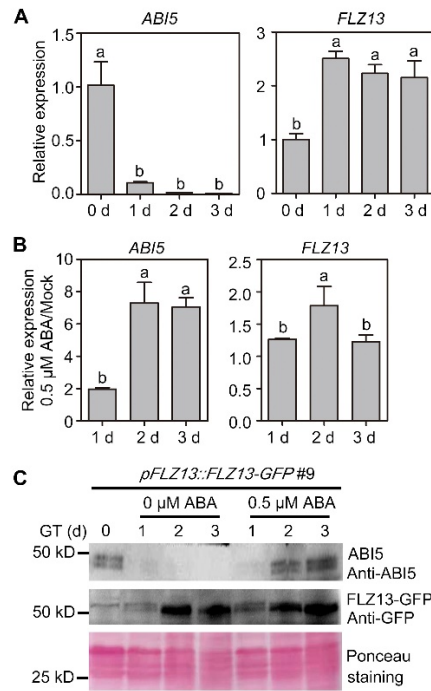 A
ABI5
FLZ13
Relative expression
1.5
1.0
0.5
0.0
a
b
b
b
0 d 1 d 2 d 3 d
3
2
1
0
b
a
a
a
0 d 1 d 2 d 3 d
B
ABI5
FLZ13
Relative expression
0.5 μM ABA/Mock
10
8
6
4
2
0
b
a
a
1 d 2 d 3 d
2.5
2.0
1.5
1.0
0.5
0.0
b
a
b
1 d 2 d 3 d
C
pFLZ13::FLZ13-GFP #9
0 μM ABA 0.5 μM ABA
GT (d) 0 1 2 3 1 2 3
50 kD
ABI5
Anti-ABI5
50 kD
FLZ13-GFP
Anti-GFP
25 kD
Ponceau
staining